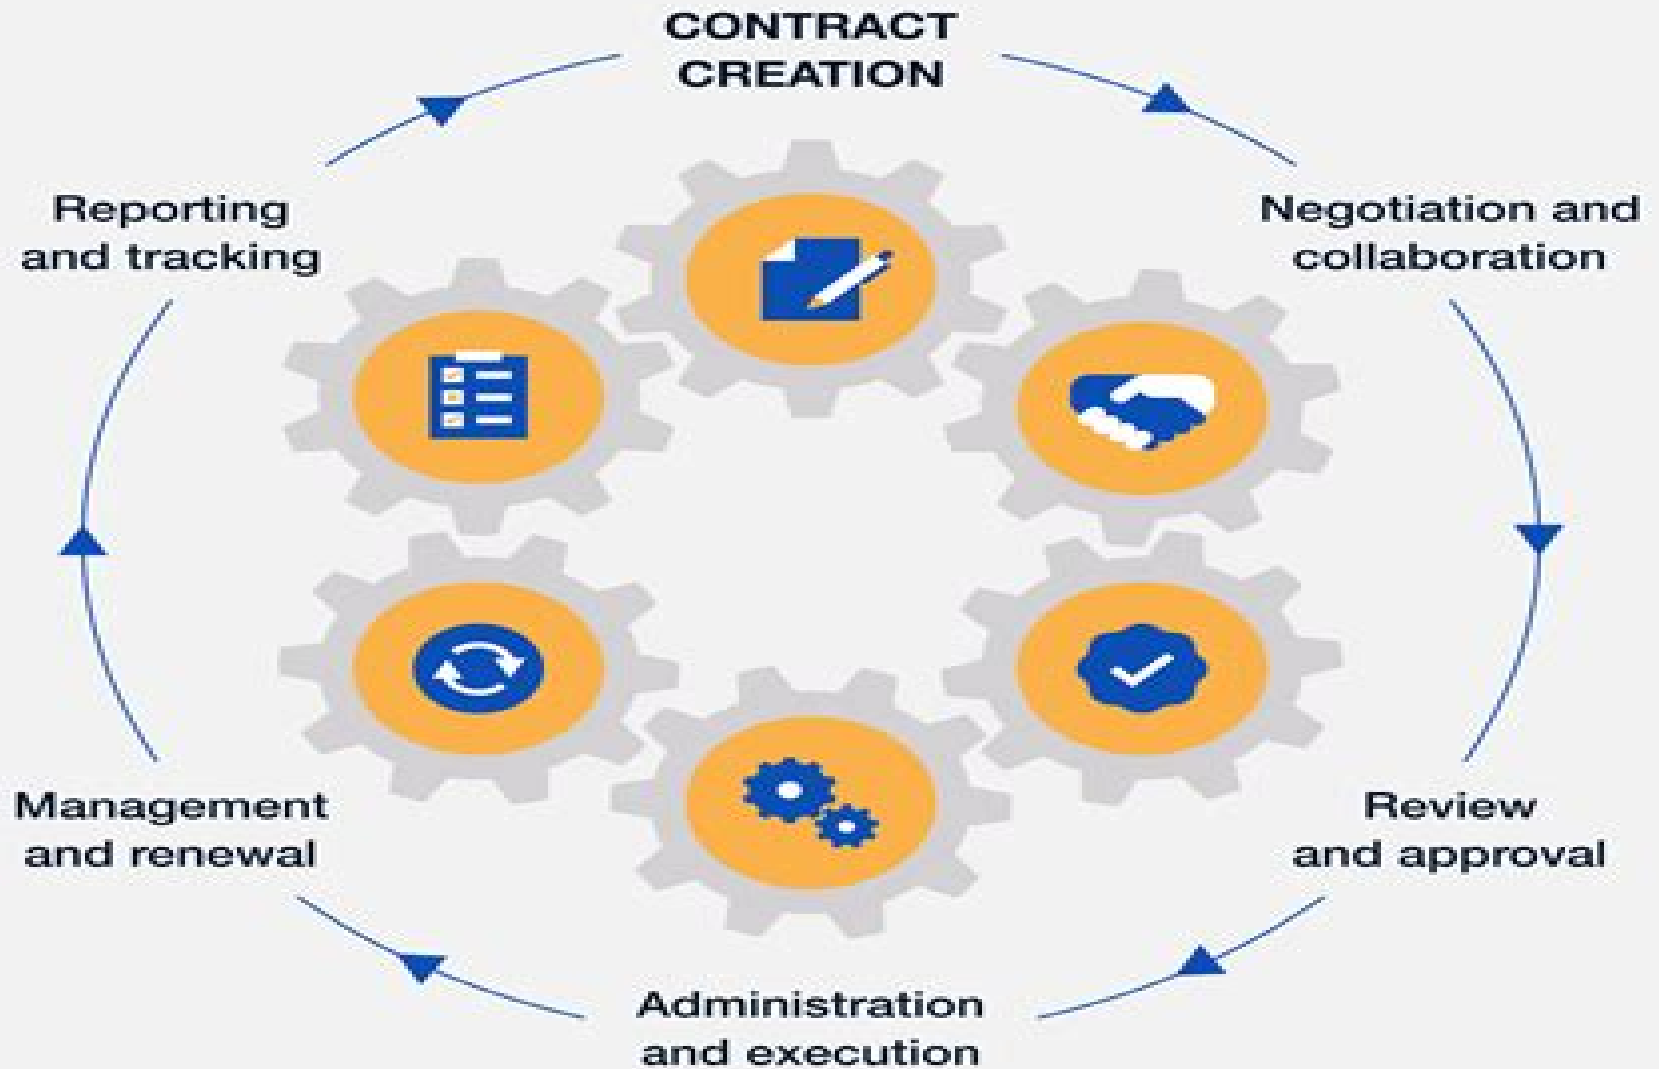 CONTRACT
CREATION
Negotiation and
collaboration
Review
and approval
Administration
and execution
Management
and renewal
Reporting
and tracking